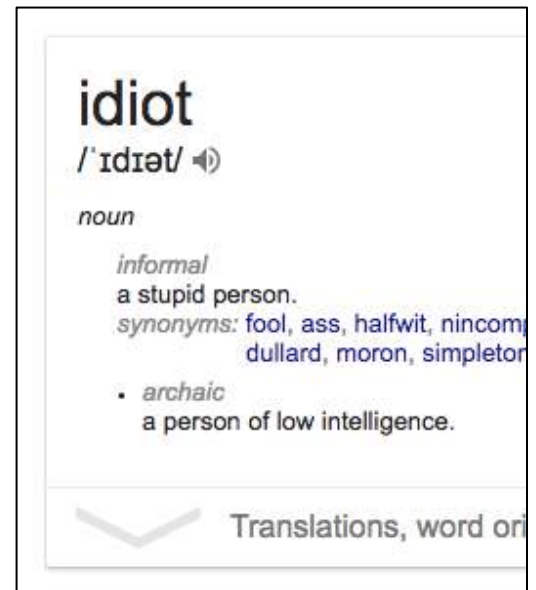 idiot
/ˈɪdɪət/
noun
informal
a stupid person.
synonyms: fool, ass, halfwit,
dullard, moron,
• archaic
a person of low intelligence.
Translations, word